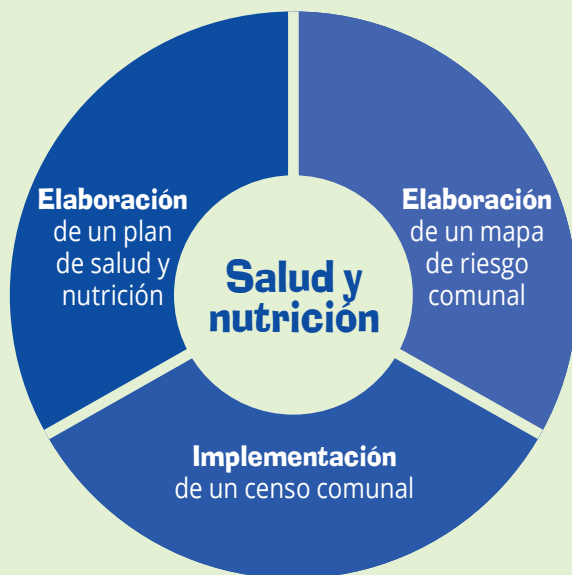 Elaboración
de un plan
de salud y
nutrición
Salud y
nutrición
Elaboración
de un mapa
de riesgo
comunal
Implementación
de un censo comunal